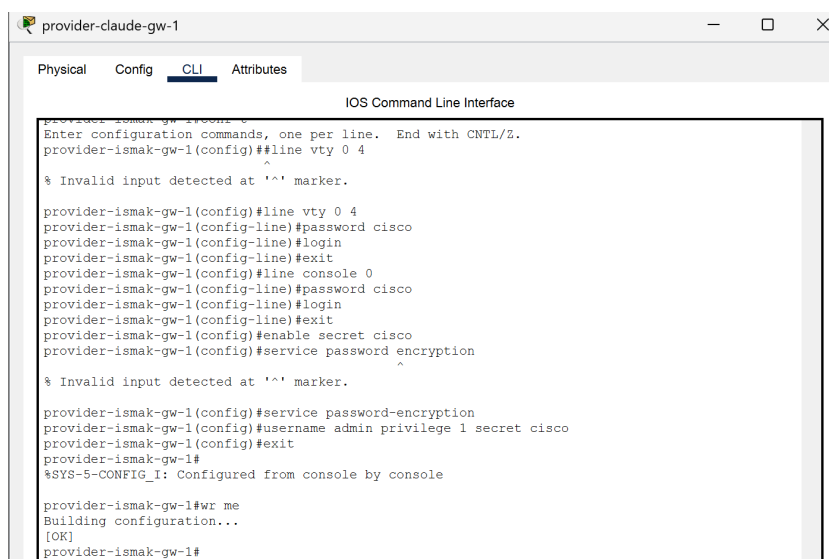 provider-claude-gw-1
Physical Config CLI Attributes
IOS Command Line Interface
provider-ismak-gw-1#conf t
Enter configuration commands, one per line.  End with CNTL/Z.
provider-ismak-gw-1(config)##line vty 0 4
^
% Invalid input detected at '^' marker.
provider-ismak-gw-1(config)#line vty 0 4
provider-ismak-gw-1(config-line)#password cisco
provider-ismak-gw-1(config-line)#login
provider-ismak-gw-1(config-line)#exit
provider-ismak-gw-1(config)#line console 0
provider-ismak-gw-1(config-line)#password cisco
provider-ismak-gw-1(config-line)#login
provider-ismak-gw-1(config-line)#exit
provider-ismak-gw-1(config)#enable secret cisco
provider-ismak-gw-1(config)#service password encryption
^
% Invalid input detected at '^' marker.
provider-ismak-gw-1(config)#service password-encryption
provider-ismak-gw-1(config)#username admin privilege 1 secret cisco
provider-ismak-gw-1(config)#exit
provider-ismak-gw-1#
%SYS-5-CONFIG_I: Configured from console by console
provider-ismak-gw-1#wr me
Building configuration...
[OK]
provider-ismak-gw-1#